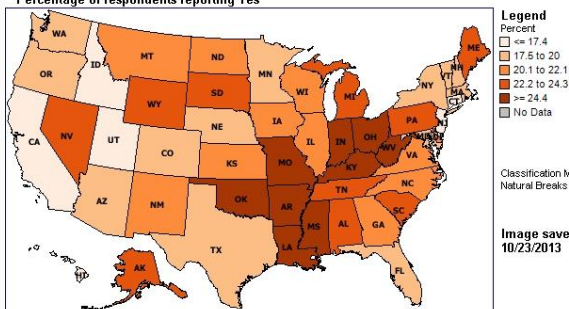 Percentage of respondents reporting Yes
WA
MT
ND
MN
ME
OR
ID
SD
WI
MI
NY
VT
NH
MA
CT
WY
IA
PA
NJ
NV
NE
IL
IN
OH
UT
CO
KS
MO
WV
VA
KY
CA
OK
TN
NC
AZ
NM
AR
SC
MS
AL
GA
TX
LA
FL
AK
HI
Legend
Percent
<= 17.4
17.5 to 20
20.1 to 22.1
22.2 to 24.3
>= 24.4
No Data
Classification M
Natural Breaks
Image save
10/23/2013